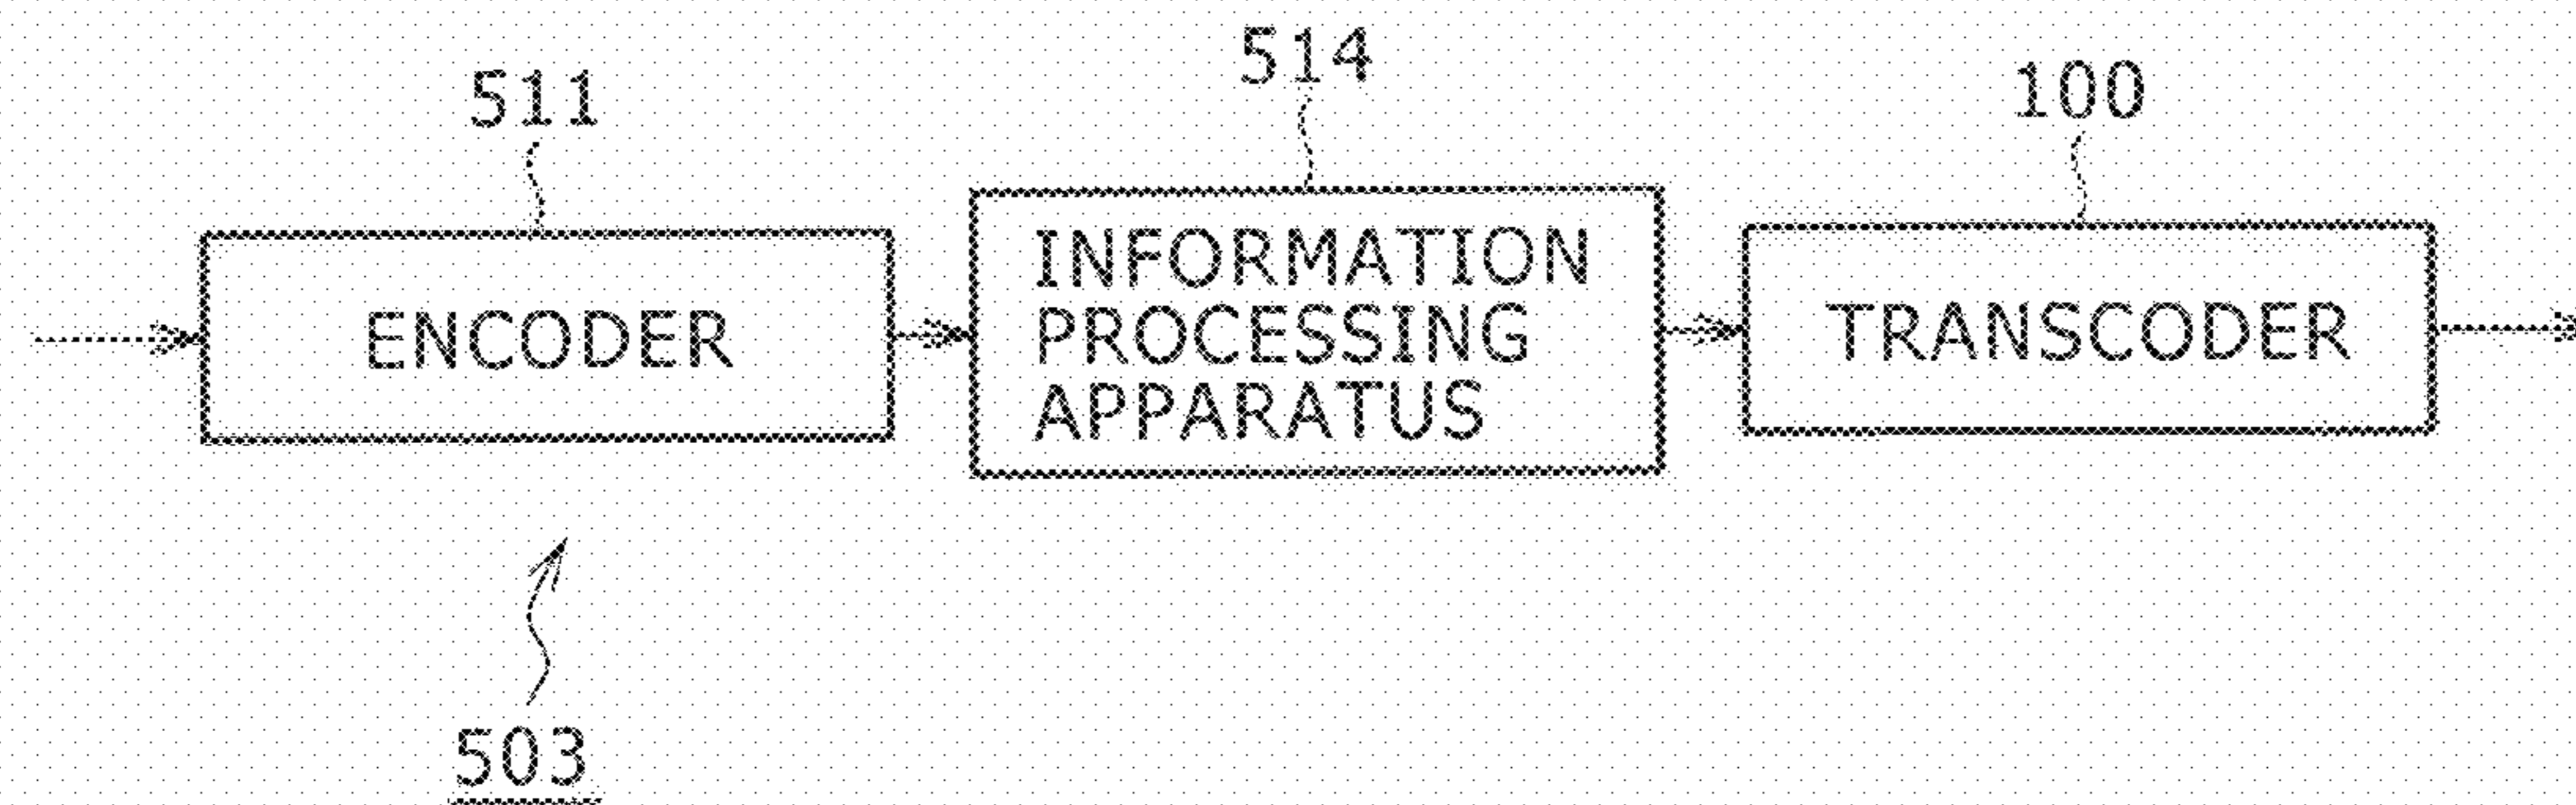 511
514
100
ENCODER
INFORMATION
PROCESSING
APPARATUS
TRANSCODER
503